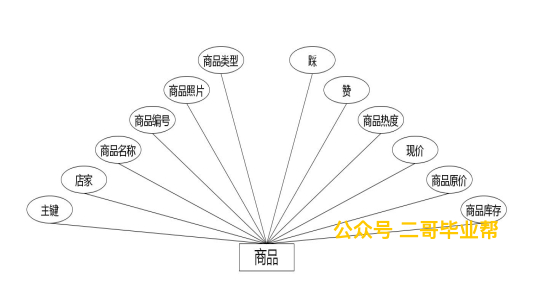 商品类型
踩
商品照片
赞
商品编号
商品热度
商品名称
现价
店家
商品原价
主键
商品库存
公众号 二哥毕业帮
商品